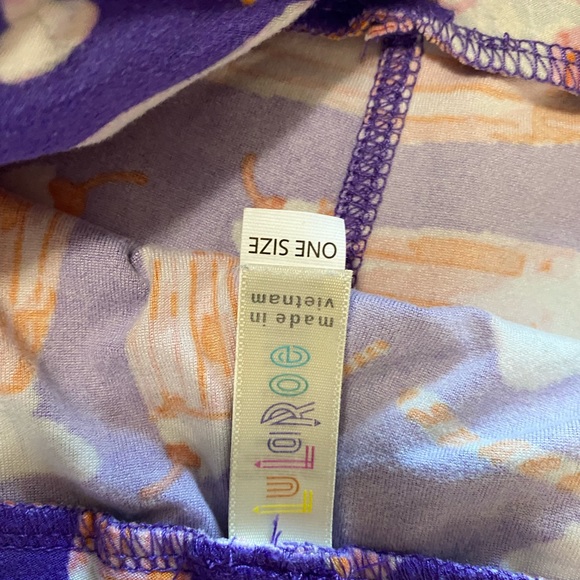 ONE SIZE
made in
vietnam
LuLaRoe